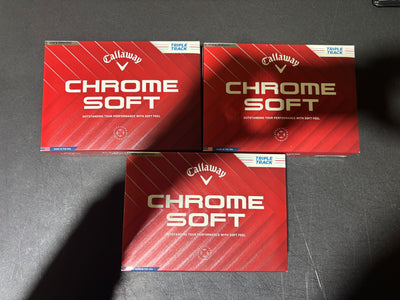 Callaway
TRIPLE
TRACK
CHROME
SOFT
OUTSTANDING TOUR PERFORMANCE WITH SOFT FEEL
Callaway
TRIPLE
TRACK
CHROME
SOFT
OUTSTANDING TOUR PERFORMANCE WITH SOFT FEEL
Callaway
TRIPLE
TRACK
CHROME
SOFT
OUTSTANDING TOUR PERFORMANCE WITH SOFT FEEL